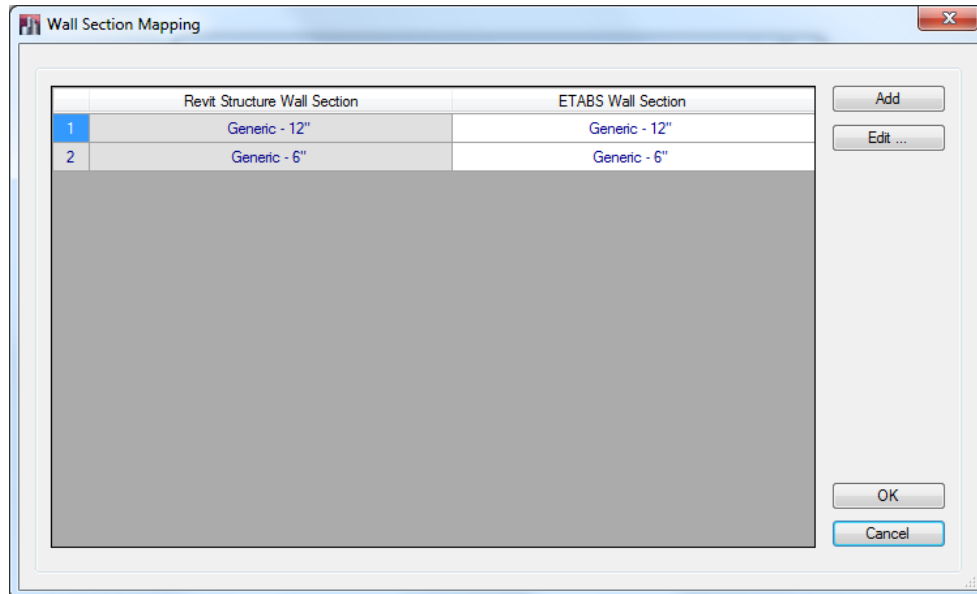 Wall Section Mapping
Revit Structure Wall Section ETABS Wall Section
1 Generic - 12" Generic - 12"
2 Generic - 6" Generic - 6"
Add
Edit ...
OK
Cancel